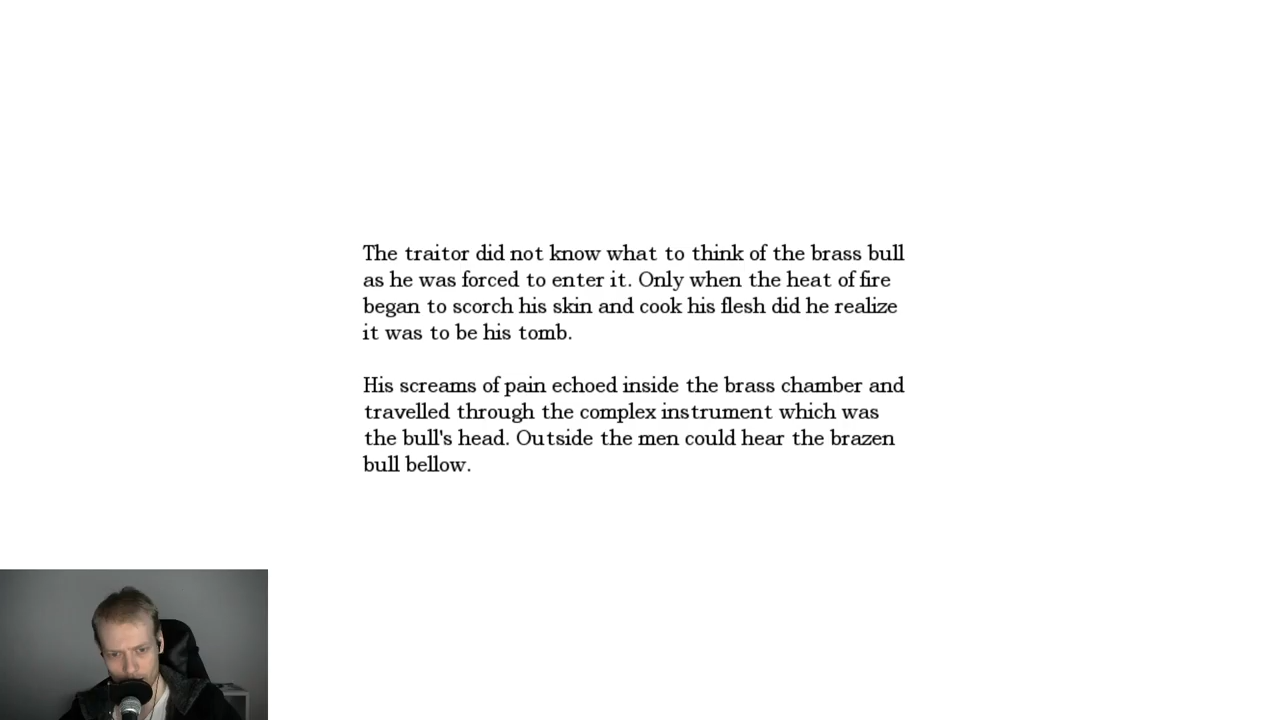 The traitor did not know what to think of the brass bull
as he was forced to enter it. Only when the heat of fire
began to scorch his skin and cook his flesh did he realize
it was to be his tomb.
His screams of pain echoed inside the brass chamber and
travelled through the complex instrument which was
the bull's head. Outside the men could hear the brazen
bull bellow.